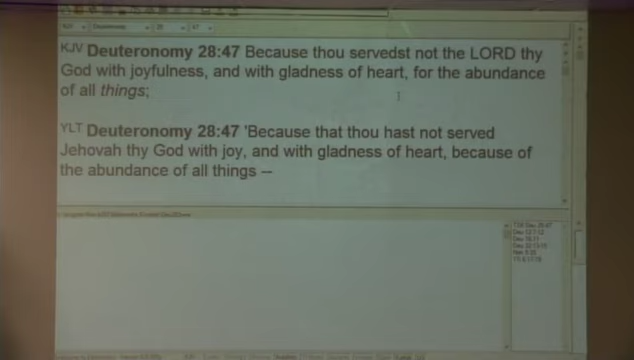 KJV Deuteronomy 28:47 Because thou servedst not the LORD thy
God with joyfulness, and with gladness of heart, for the abundance
of all things;
YLT Deuteronomy 28:47 'Because that thou hast not served
Jehovah thy God with joy, and with gladness of heart, because of
the abundance of all things --